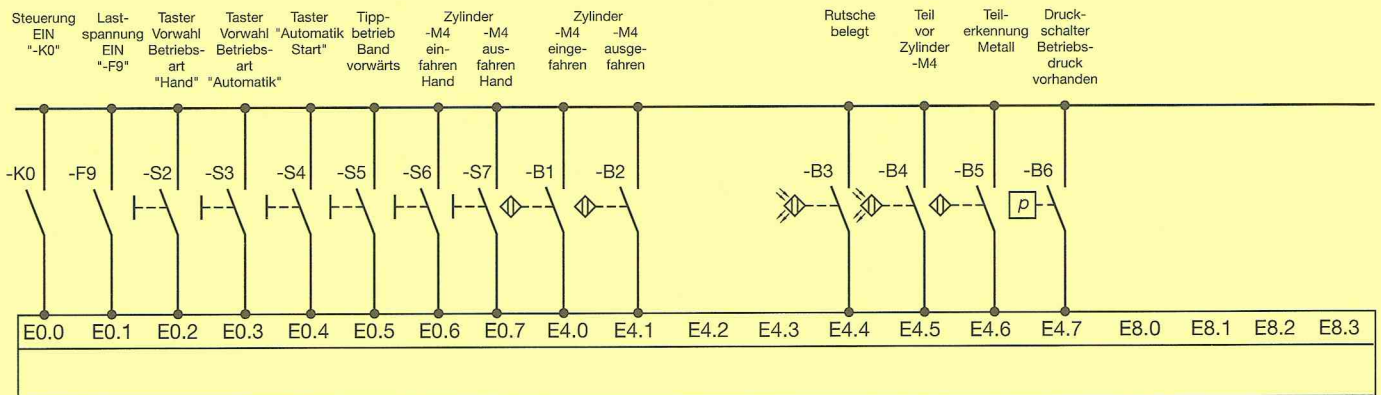 Steuerung
EIN
"-K0"
Last-
spannung
EIN
"-F9"
Taster
Vorwahl
Betriebs-
art
"Hand"
Taster
Vorwahl
Betriebs-
art
"Automatik"
Taster
"Automatik
Start"
Tipp-
betrieb
Band
vorwärts
Zylinder
-M4
ein-
fahren
Hand
-M4
aus-
fahren
Hand
Zylinder
-M4
einge-
fahren
-M4
ausge-
fahren
Rutsche
belegt
Teil
vor
Zylinder
-M4
Teil-
erkennung
Metall
Druck-
schalter
Betriebs-
druck
vorhanden
-K0 -F9 -S2 -S3 -S4 -S5 -S6 -S7 -B1 -B2 -B3 -B4 -B5 -B6
p
E0.0 E0.1 E0.2 E0.3 E0.4 E0.5 E0.6 E0.7 E4.0 E4.1 E4.2 E4.3 E4.4 E4.5 E4.6 E4.7 E8.0 E8.1 E8.2 E8.3